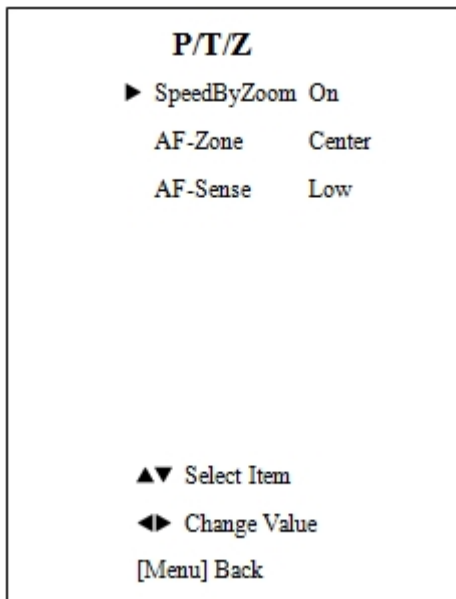 P/T/Z
▶ SpeedByZoom On
AF-Zone Center
AF-Sense Low
▲▼ Select Item
◀▶ Change Value
[Menu] Back